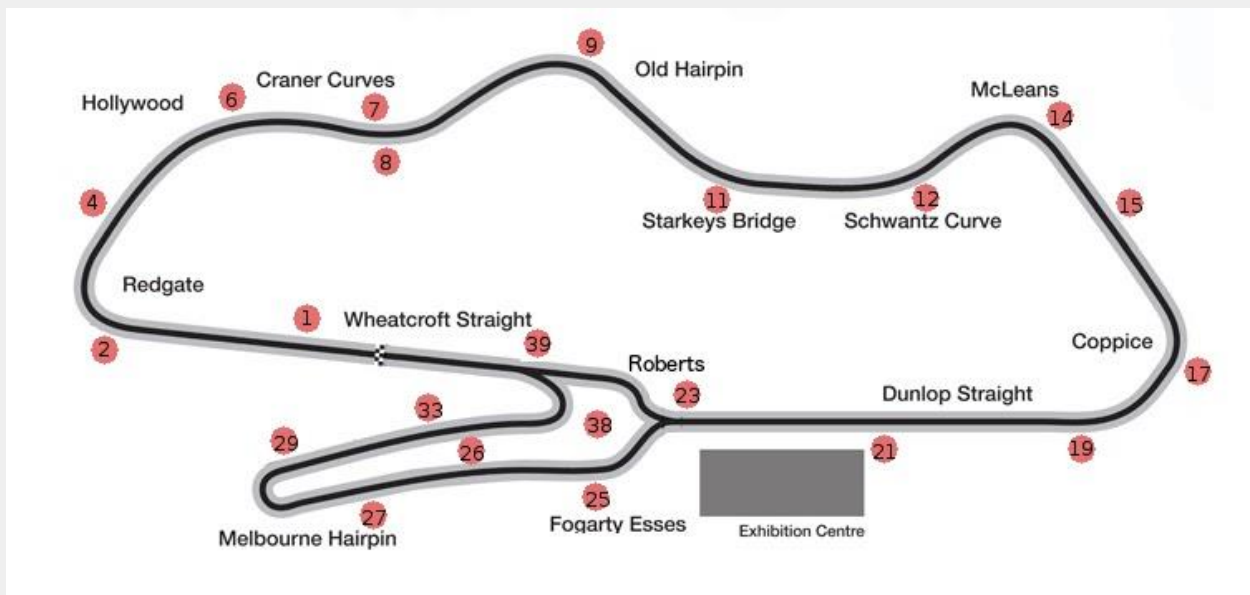 9
Old Hairpin
Craner Curves
McLeans
6
Hollywood
7
14
8
4
11
12
15
Starkeys Bridge
Schwantz Curve
Redgate
1
Wheatcroft Straight
39
2
Roberts
Coppice
17
23
Dunlop Straight
33
38
29
26
21
19
25
27
Fogarty Esses
Exhibition Centre
Melbourne Hairpin